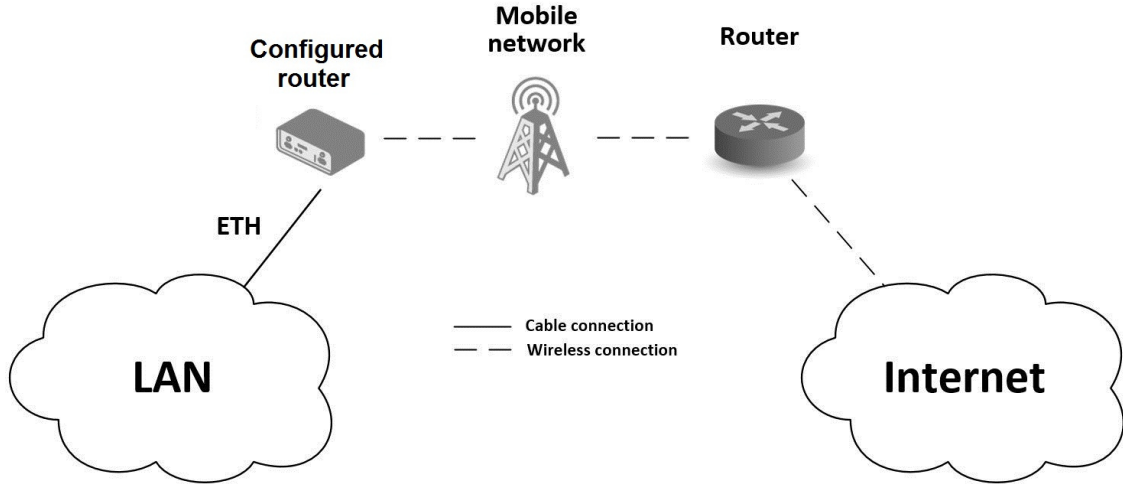 Mobile
network
Router
Configured
router
ETH
Cable connection
Wireless connection
LAN
Internet